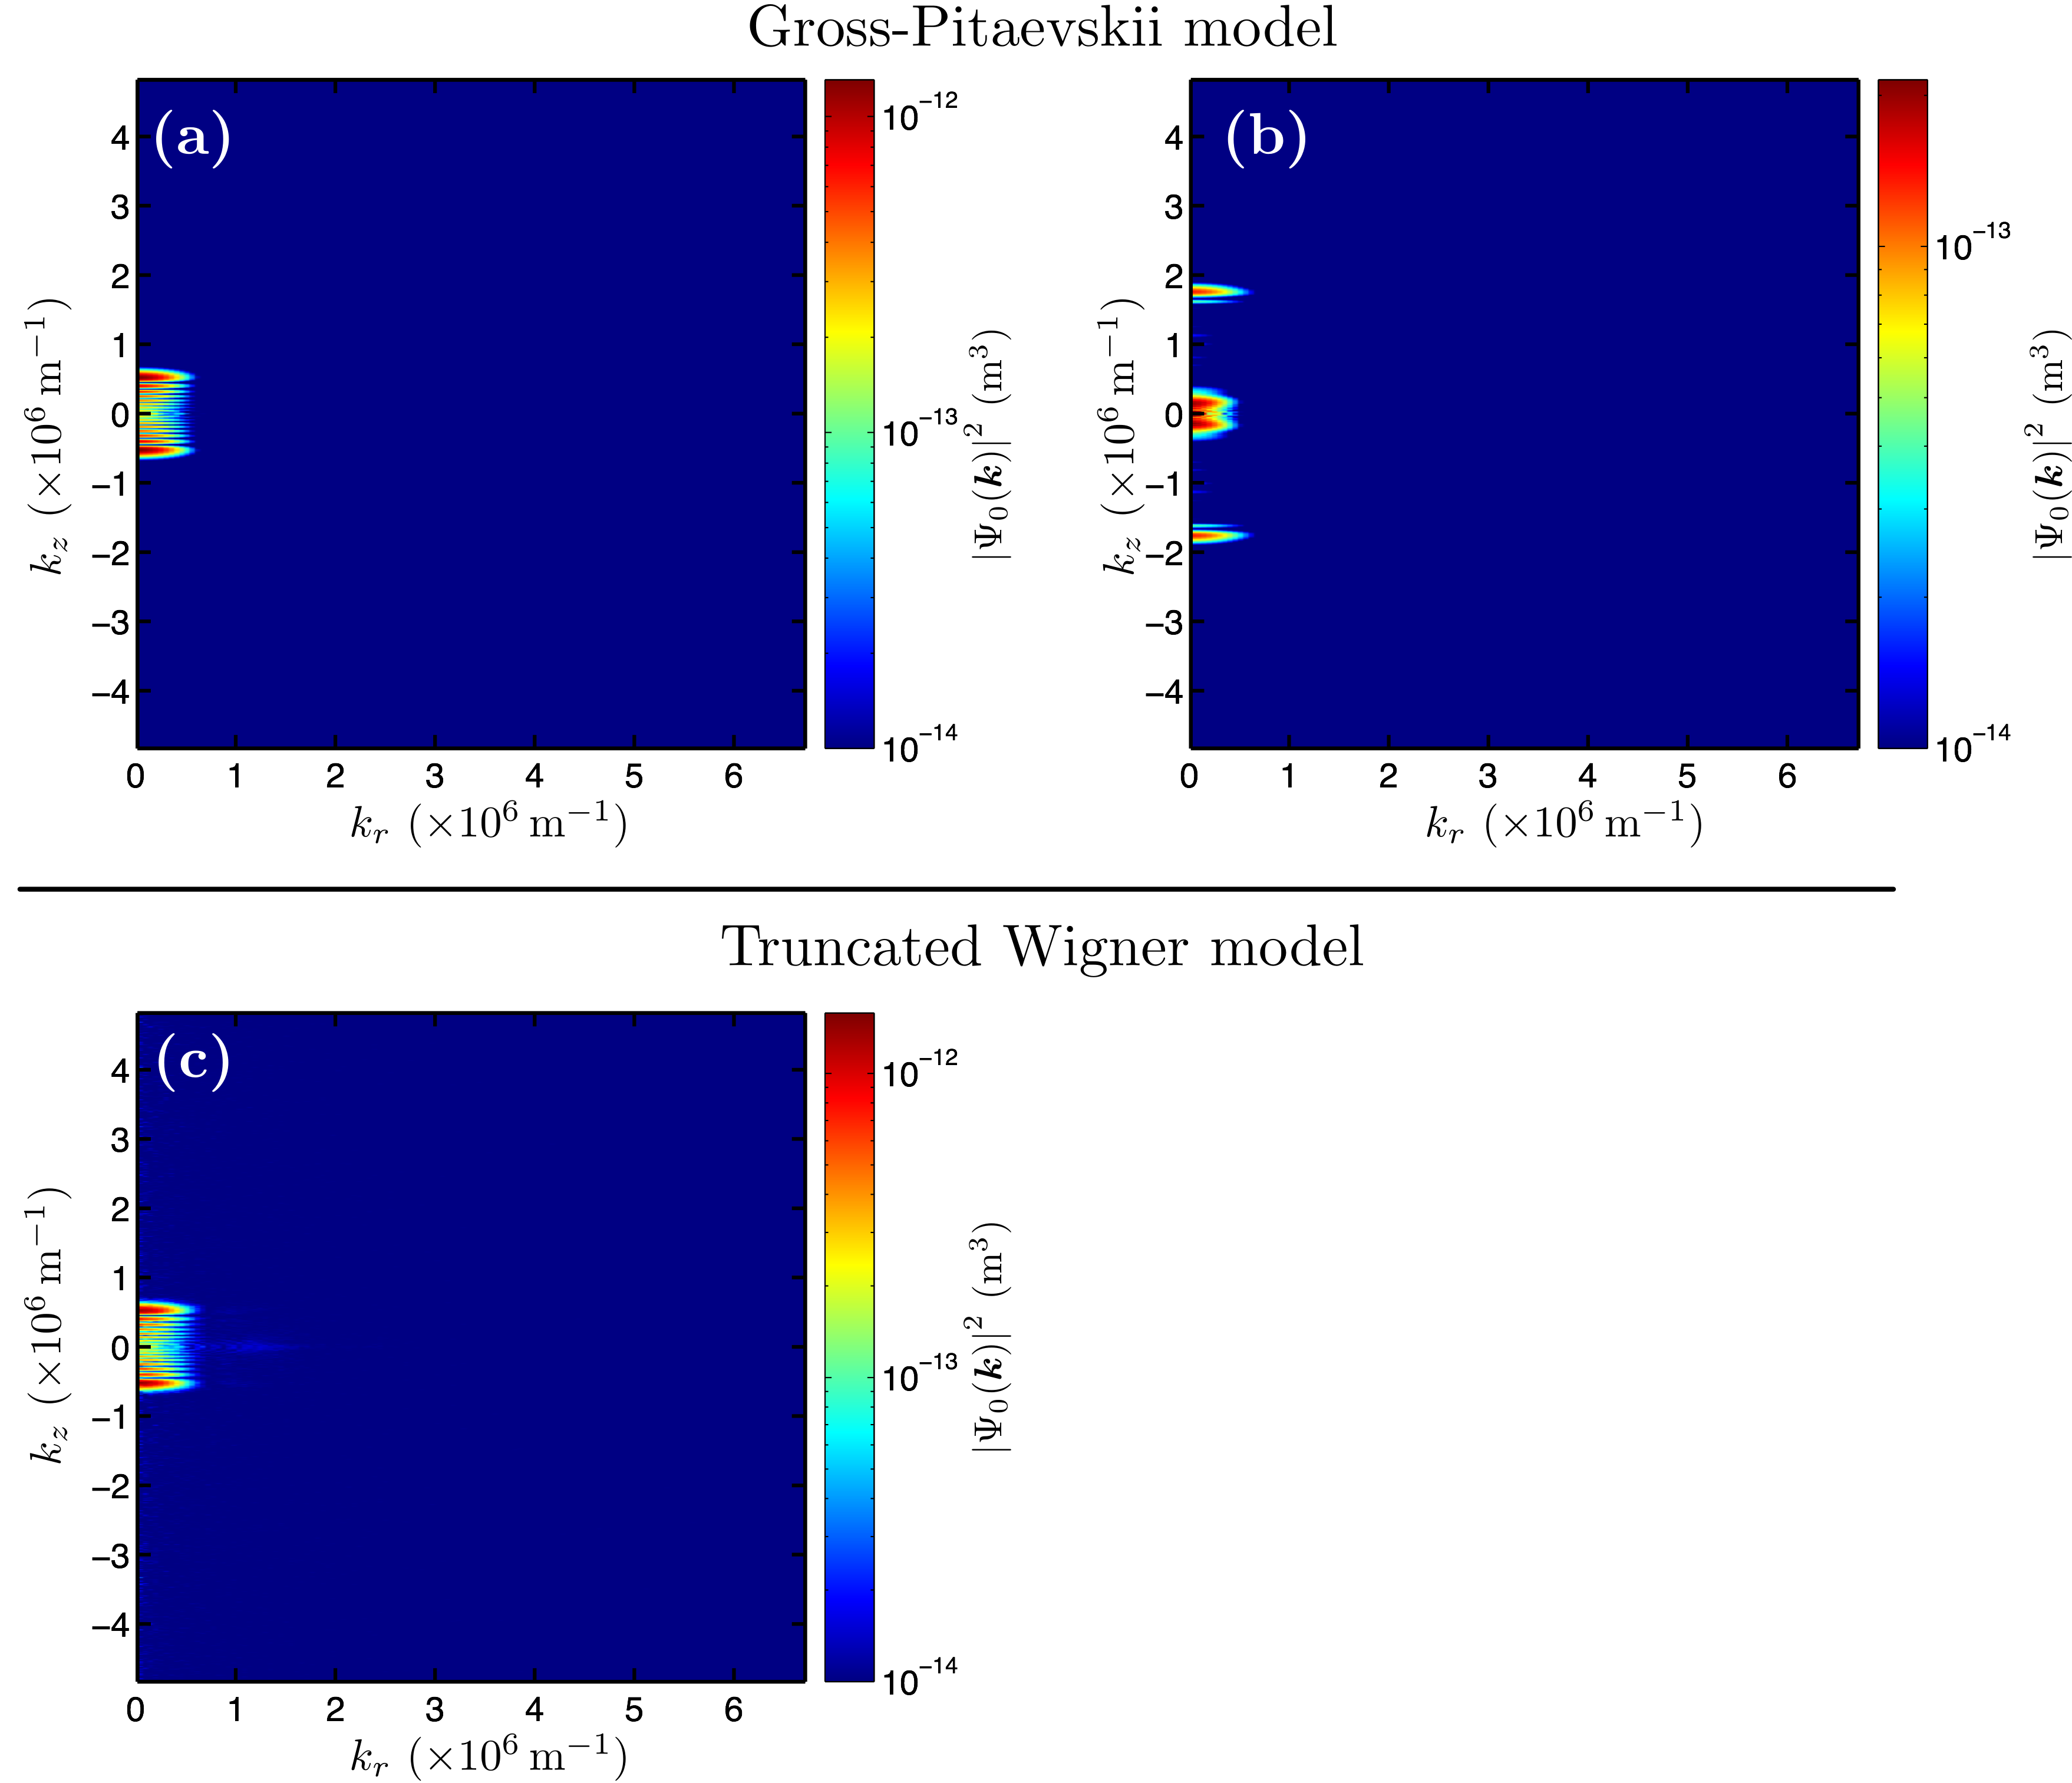 Gross-Pitaevskii model
(a)
4
3
2
1
0
−1
−2
−3
−4
k_z (×10^6 m^−1)
0 1 2 3 4 5 6
k_r (×10^6 m^−1)
10^−12
10^−13
10^−14
|Ψ_0(k)|^2 (m^3)
(b)
4
3
2
1
0
−1
−2
−3
−4
k_z (×10^6 m^−1)
0 1 2 3 4 5 6
k_r (×10^6 m^−1)
10^−13
10^−14
|Ψ_0(k)|^2 (m^3)
Truncated Wigner model
(c)
4
3
2
1
0
−1
−2
−3
−4
k_z (×10^6 m^−1)
0 1 2 3 4 5 6
k_r (×10^6 m^−1)
10^−12
10^−13
10^−14
|Ψ_0(k)|^2 (m^3)